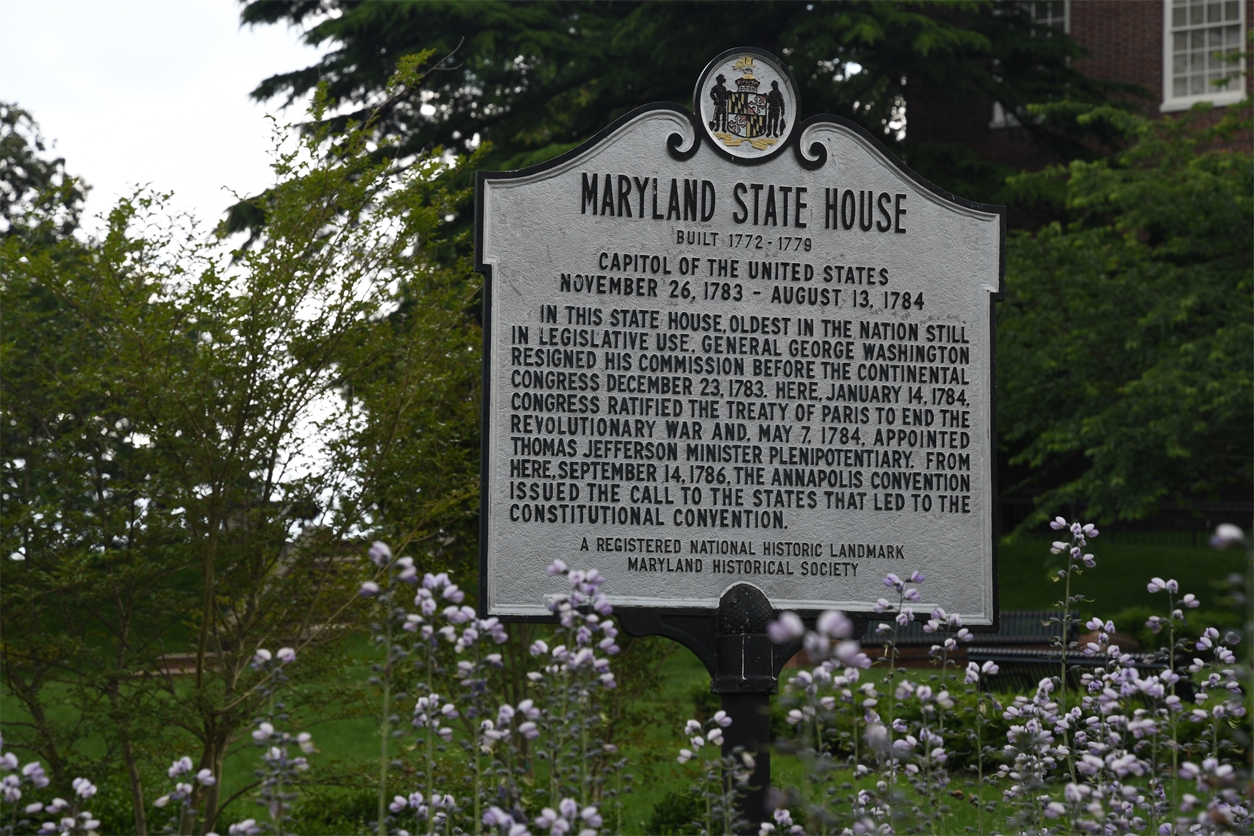 MARYLAND STATE HOUSE
BUILT 1772 - 1779
CAPITOL OF THE UNITED STATES
NOVEMBER 26, 1783 - AUGUST 13, 1784
IN THIS STATE HOUSE, OLDEST IN THE NATION STILL
IN LEGISLATIVE USE, GENERAL GEORGE WASHINGTON
RESIGNED HIS COMMISSION BEFORE THE CONTINENTAL
CONGRESS DECEMBER 23, 1783. HERE, JANUARY 14, 1784,
CONGRESS RATIFIED THE TREATY OF PARIS TO END THE
REVOLUTIONARY WAR AND, MAY 7, 1784, APPOINTED
THOMAS JEFFERSON MINISTER PLENIPOTENTIARY. FROM
HERE, SEPTEMBER 14, 1786, THE ANNAPOLIS CONVENTION
ISSUED THE CALL TO THE STATES THAT LED TO THE
CONSTITUTIONAL CONVENTION.
A REGISTERED NATIONAL HISTORIC LANDMARK
MARYLAND HISTORICAL SOCIETY